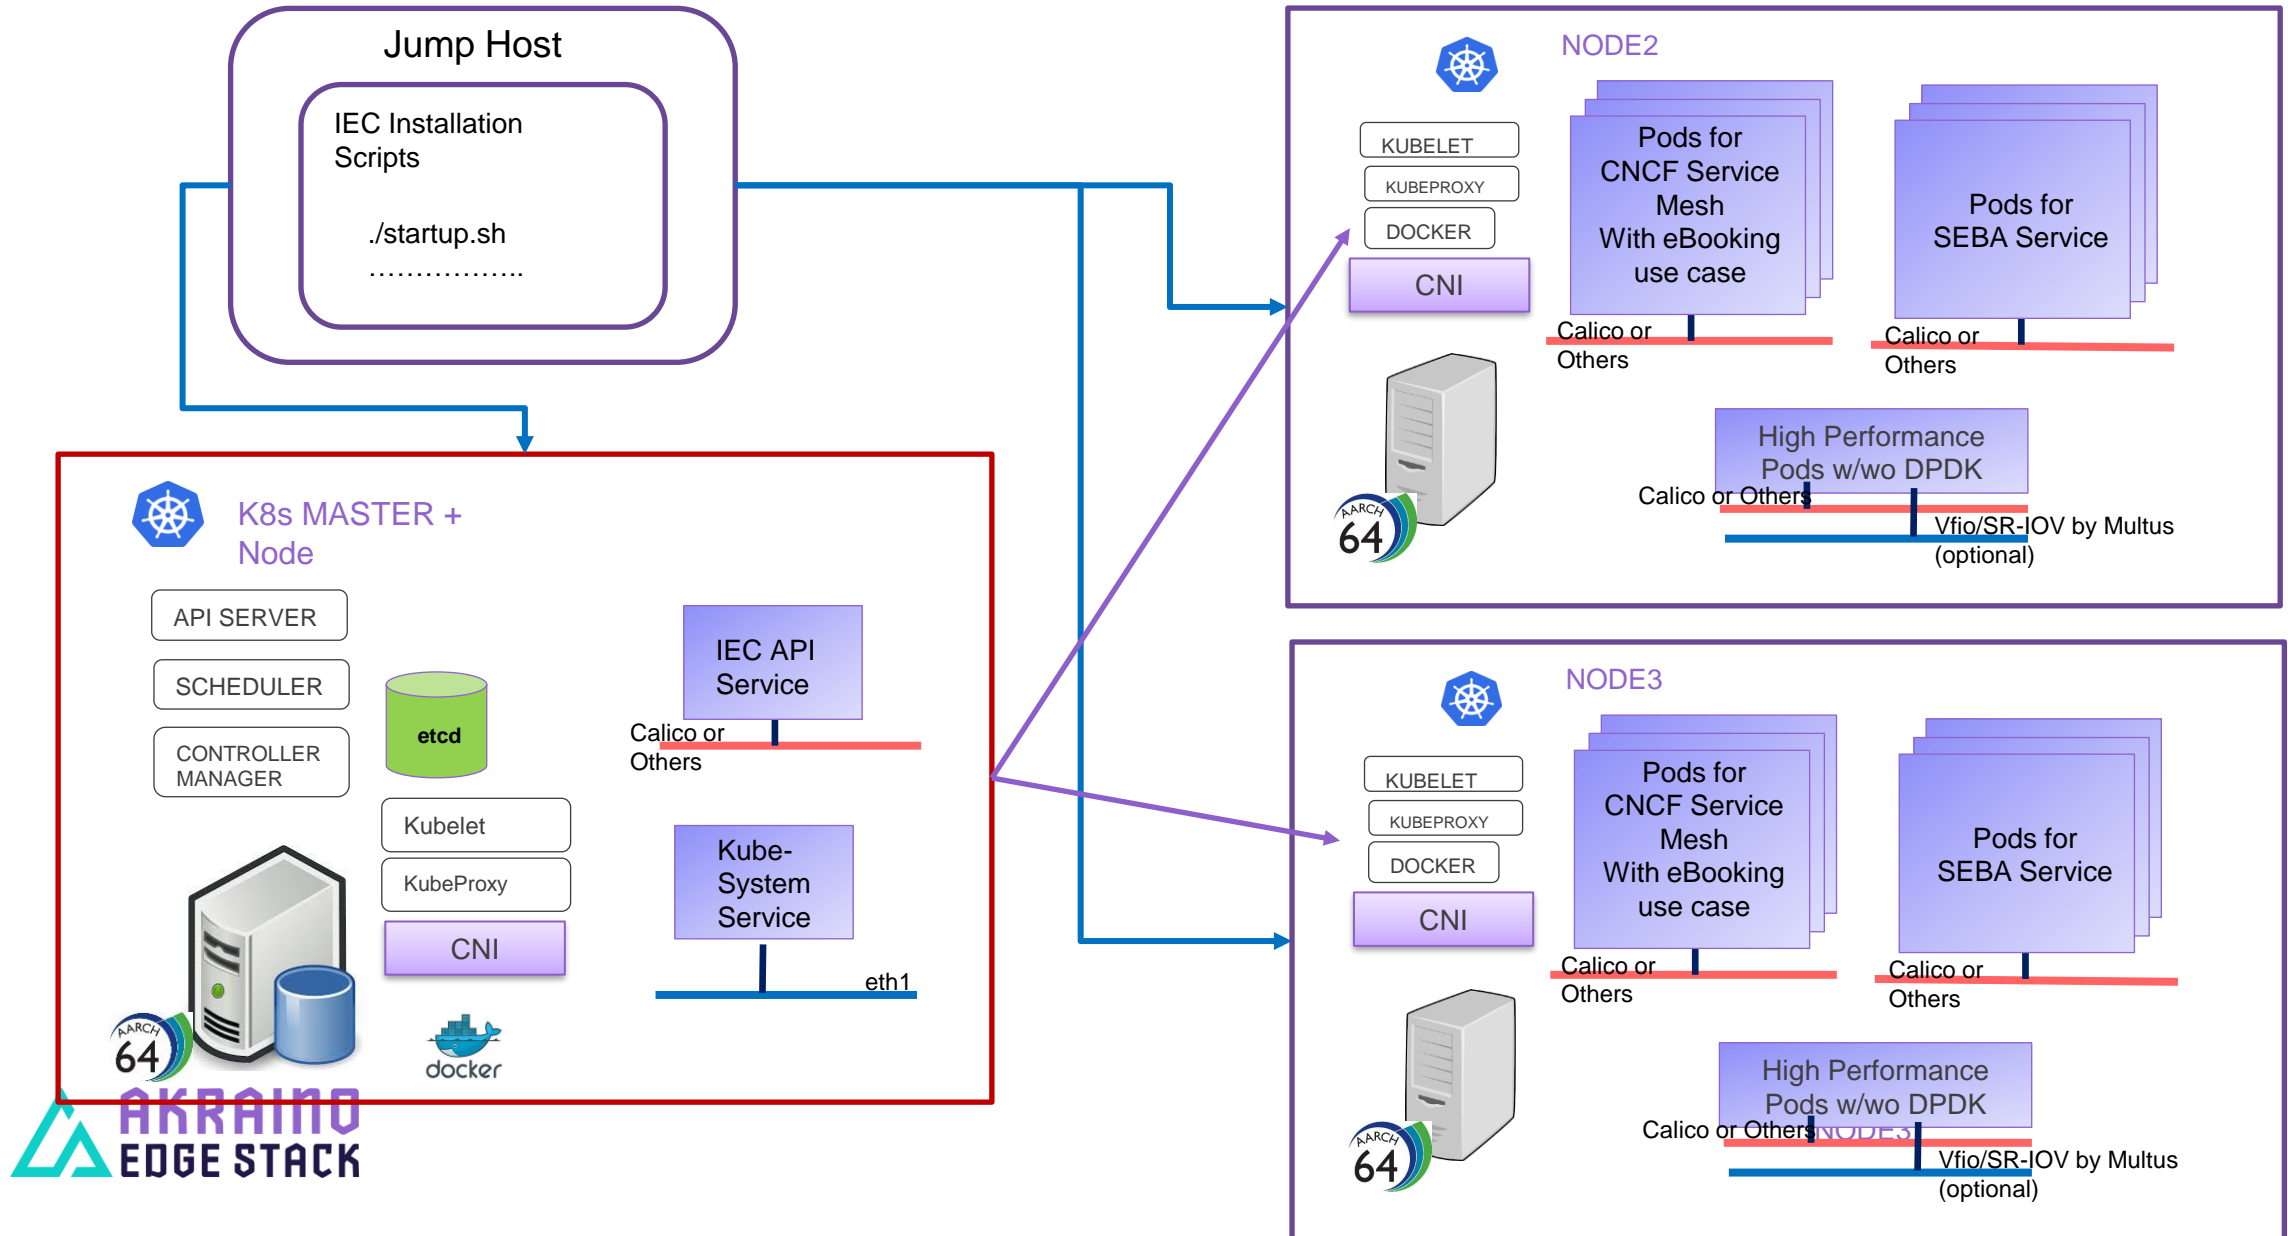 Jump Host
IEC Installation
Scripts
./startup.sh
……………..
K8s MASTER +
Node
API SERVER
SCHEDULER
CONTROLLER
MANAGER
etcd
Kubelet
KubeProxy
CNI
docker
AARCH
64
IEC API
Service
Calico or
Others
Kube-
System
Service
eth1
AKRAINO
EDGE STACK
NODE2
KUBELET
KUBEPROXY
DOCKER
CNI
AARCH
64
Pods for
CNCF Service
Mesh
With eBooking
use case
Calico or
Others
Pods for
SEBA Service
Calico or
Others
High Performance
Pods w/wo DPDK
Calico or Others
Vfio/SR-IOV by Multus
(optional)
NODE3
KUBELET
KUBEPROXY
DOCKER
CNI
AARCH
64
Pods for
CNCF Service
Mesh
With eBooking
use case
Calico or
Others
Pods for
SEBA Service
Calico or
Others
High Performance
Pods w/wo DPDK
Calico or Others
NODE3
Vfio/SR-IOV by Multus
(optional)